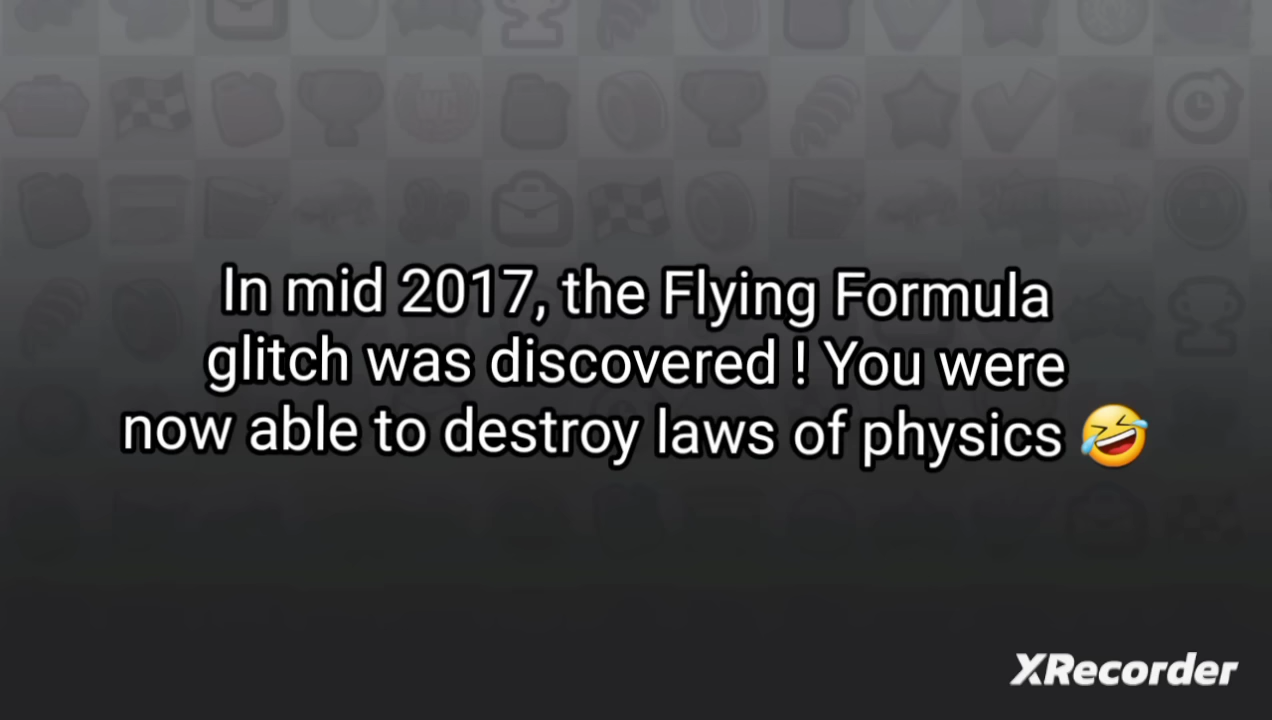 In mid 2017, the Flying Formula
glitch was discovered ! You were
now able to destroy laws of physics 🤣
XRecorder